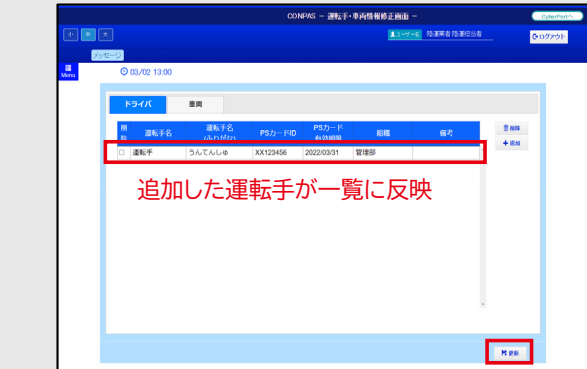 CONPAS － 運転手・車両情報修正画面 －
CyberPortへ
小 中 大
ユーザー名 陸運業者 陸運担当者
ログアウト
メッセージ
Menu
03/02 13:00
ドライバ 車両
削除 運転手名 運転手名(ふりがな) PSカードID PSカード有効期限 組織 備考
削除
追加
運転手 うんてんしゅ XX123456 2022/03/31 管理部
追加した運転手が一覧に反映
更新